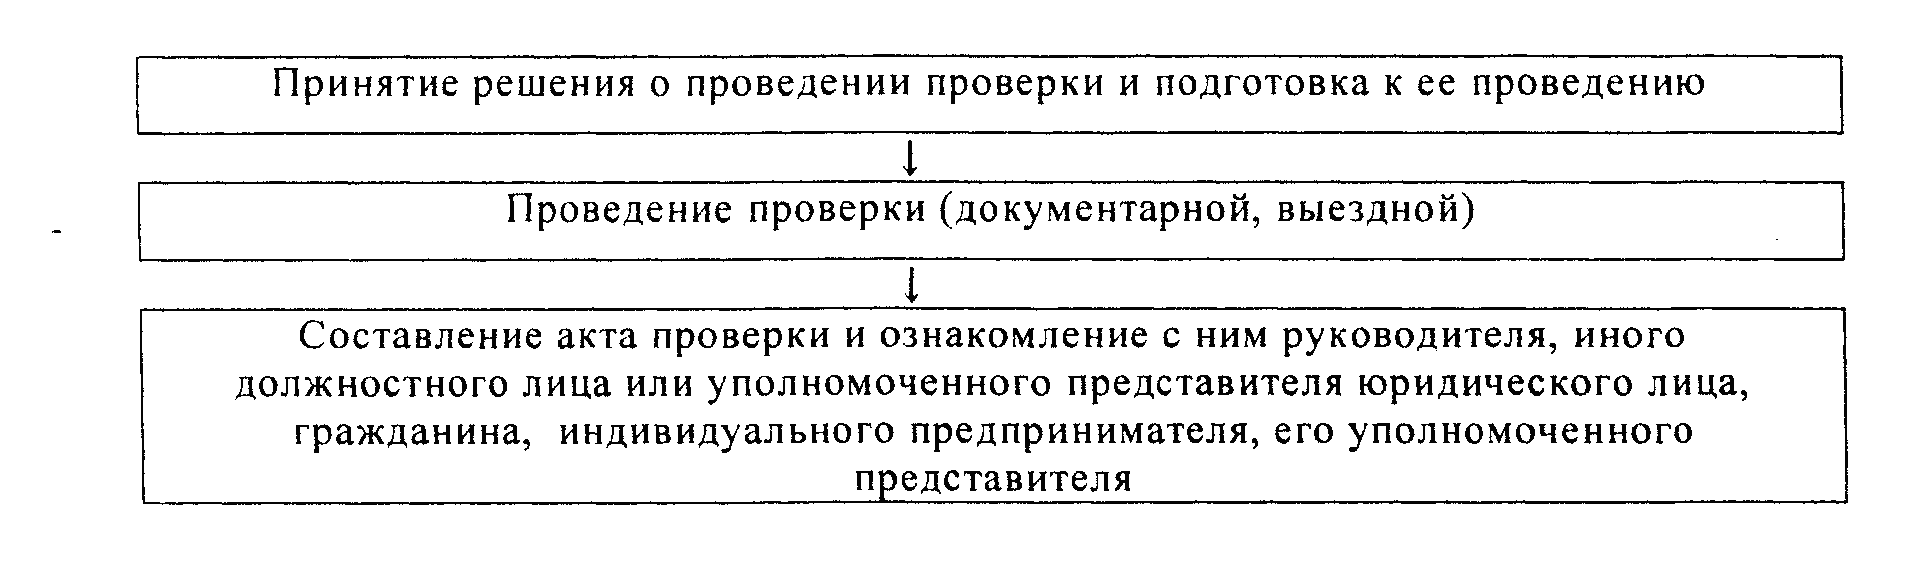 Принятие решения о проведении проверки и подготовка к ее проведению
Проведение проверки (документарной, выездной)
Составление акта проверки и ознакомление с ним руководителя, иного
должностного лица или уполномоченного представителя юридического лица,
гражданина, индивидуального предпринимателя, его уполномоченного
представителя